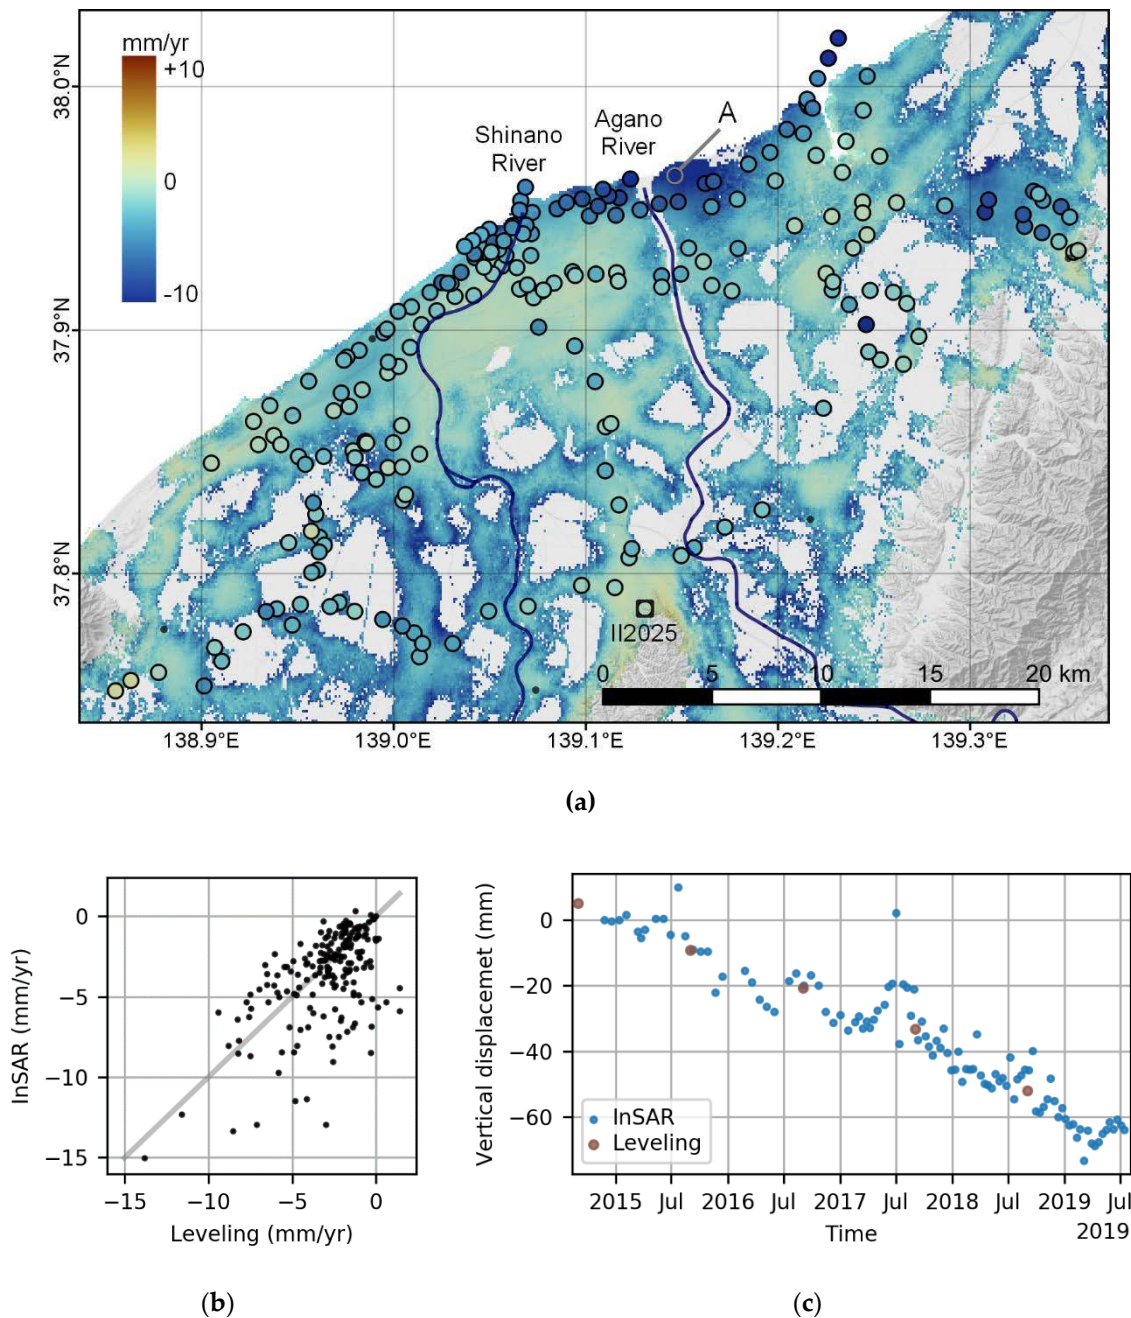 mm/yr
+10
0
-10
38.0°N
37.9°N
37.8°N
Shinano
River
Agano
River
A
II2025
0
5
10
15
20 km
138.9°E
139.0°E
139.1°E
139.2°E
139.3°E
(a)
InSAR (mm/yr)
0
−5
−10
−15
−15
−10
−5
0
Leveling (mm/yr)
(b)
Vertical displacemet (mm)
0
−20
−40
−60
InSAR
Leveling
2015
Jul
2016
Jul
2017
Jul
2018
Jul
2019
Jul
2019
Time
(c)